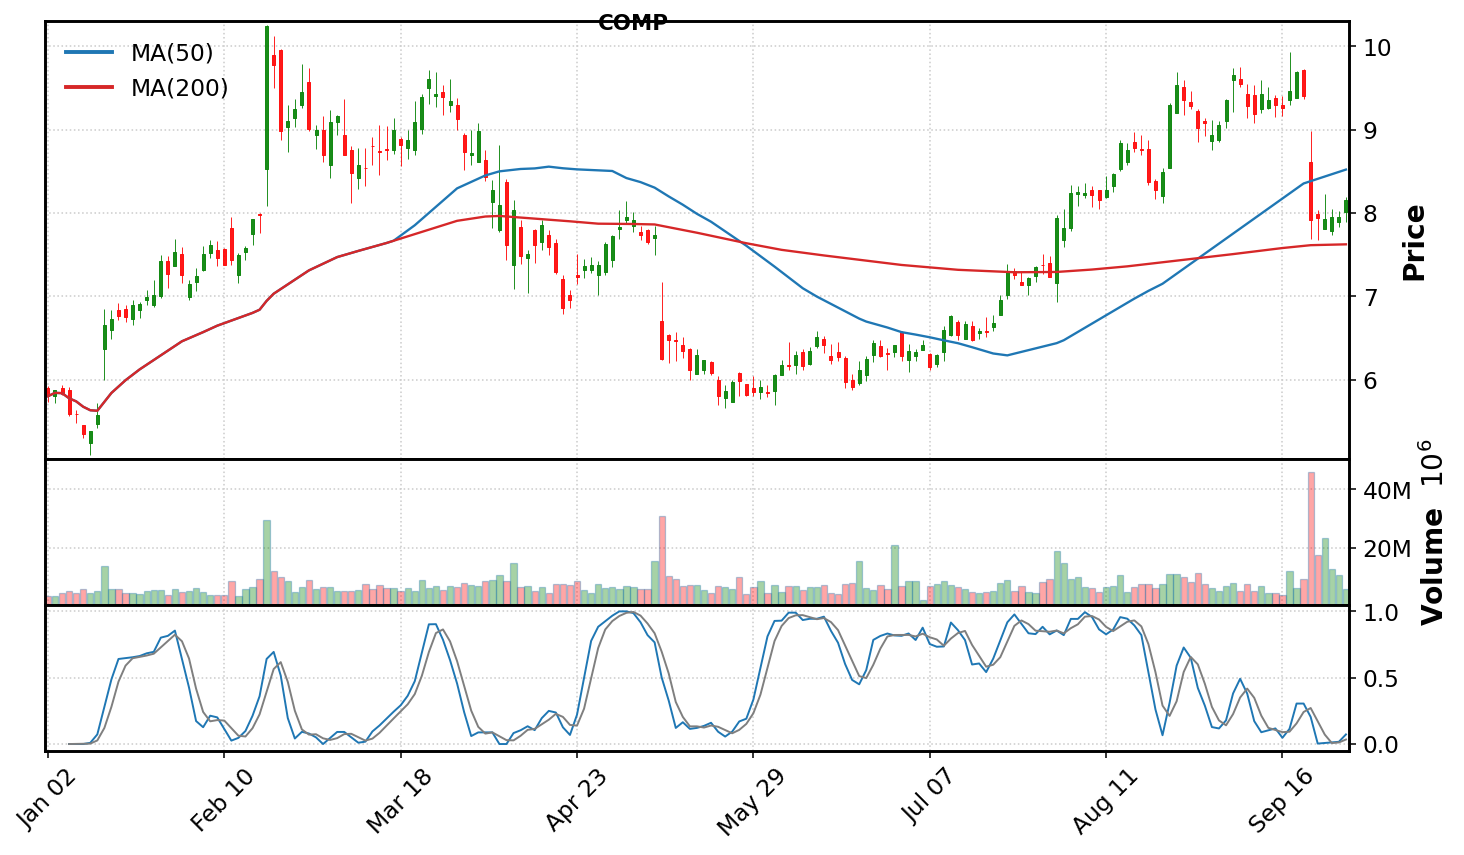 COMP
MA(50)
MA(200)
10
9
8
7
6
Price
40M
20M
Volume 10^6
1.0
0.5
0.0
Jan 02
Feb 10
Mar 18
Apr 23
May 29
Jul 07
Aug 11
Sep 16